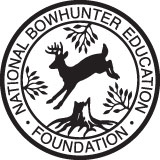 • NATIONAL BOWHUNTER EDUCATION •
FOUNDATION